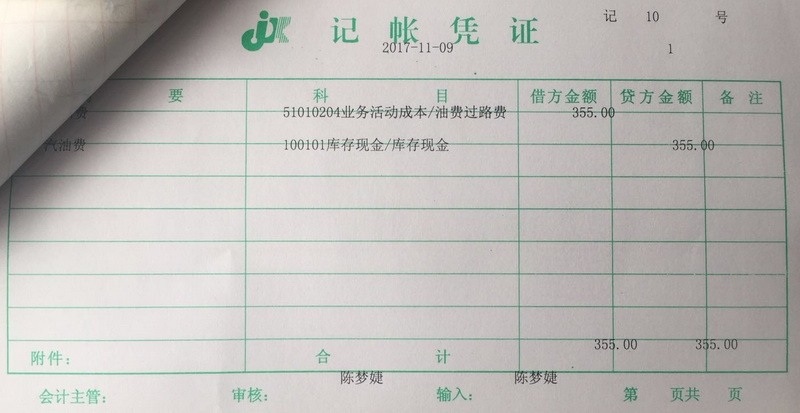 记 10 号
记帐凭证
2017-11-09 1
要 科 目 借方金额 贷方金额 备注
费 51010204业务活动成本/油费过路费 355.00
汽油费 100101库存现金/库存现金 355.00
355.00 355.00
附件: 合 计
陈梦婕 陈梦婕
会计主管: 审核: 输入: 第 页共 页